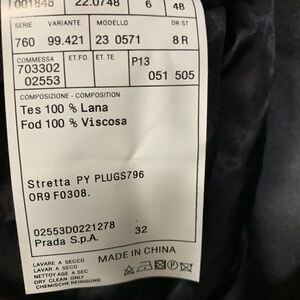 001848 22.0748 6 48
SERIE VARIANTE MODELLO DR ST
760 99.421 23 0571 8 R
COMMESSA ET.FO. ET.TE. P13
703302
02553 051 505
COMPOSIZIONE - COMPOSITION
Tes 100 % Lana
Fod 100 % Viscosa
Stretta PY PLUGS796
OR9 F0308.
02553D0221278 32
Prada S.p.A.
MADE IN CHINA
LAVARE A SECCO
LAVAR A SECO
NETTOYAGE A SEC
DRY CLEAN ONLY
CHEMISCHE REINIGUNG